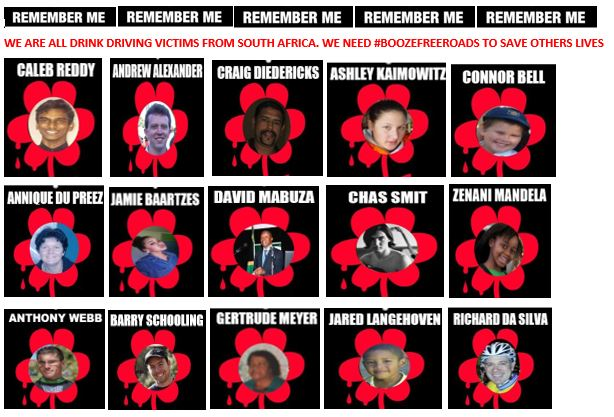 REMEMBER ME REMEMBER ME REMEMBER ME REMEMBER ME REMEMBER ME
WE ARE ALL DRINK DRIVING VICTIMS FROM SOUTH AFRICA. WE NEED #BOOZEFREEROADS TO SAVE OTHERS LIVES
CALEB REDDY ANDREW ALEXANDER CRAIG DIEDERICKS ASHLEY KAIMOWITZ CONNOR BELL
ANNIQUE DU PREEZ JAMIE BAARTZES DAVID MABUZA CHAS SMIT ZENANI MANDELA
ANTHONY WEBB BARRY SCHOOLING GERTRUDE MEYER JARED LANGEHOVEN RICHARD DA SILVA